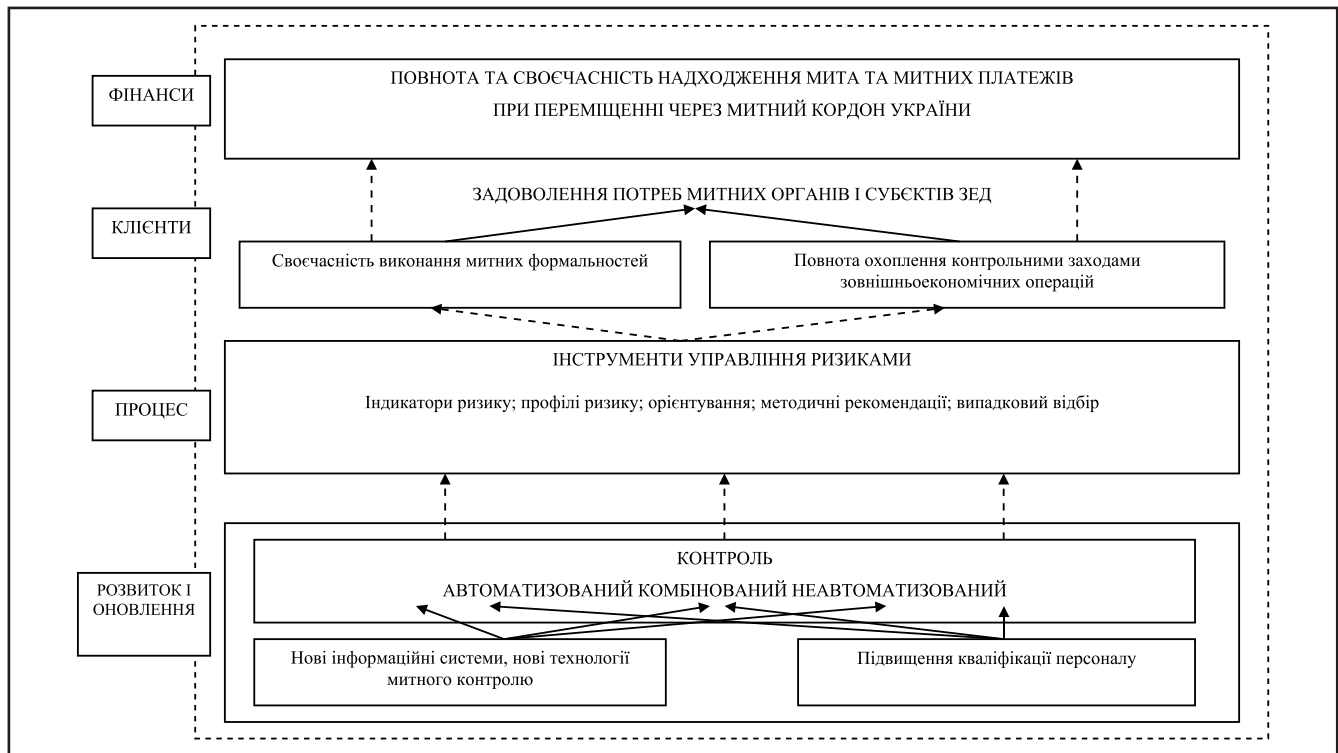 ФІНАНСИ
ПОВНОТА ТА СВОЄЧАСНІСТЬ НАДХОДЖЕННЯ МИТА ТА МИТНИХ ПЛАТЕЖІВ
ПРИ ПЕРЕМІЩЕННІ ЧЕРЕЗ МИТНИЙ КОРДОН УКРАЇНИ
КЛІЄНТИ
ЗАДОВОЛЕННЯ ПОТРЕБ МИТНИХ ОРГАНІВ І СУБЄКТІВ ЗЕД
Своєчасність виконання митних формальностей
Повнота охоплення контрольними заходами
зовнішньоекономічних операцій
ПРОЦЕС
ІНСТРУМЕНТИ УПРАВЛІННЯ РИЗИКАМИ
Індикатори ризику; профілі ризику; орієнтування; методичні рекомендації; випадковий відбір
РОЗВИТОК І
ОНОВЛЕННЯ
КОНТРОЛЬ
АВТОМАТИЗОВАНИЙ КОМБІНОВАНИЙ НЕАВТОМАТИЗОВАНИЙ
Нові інформаційні системи, нові технології
митного контролю
Підвищення кваліфікації персоналу